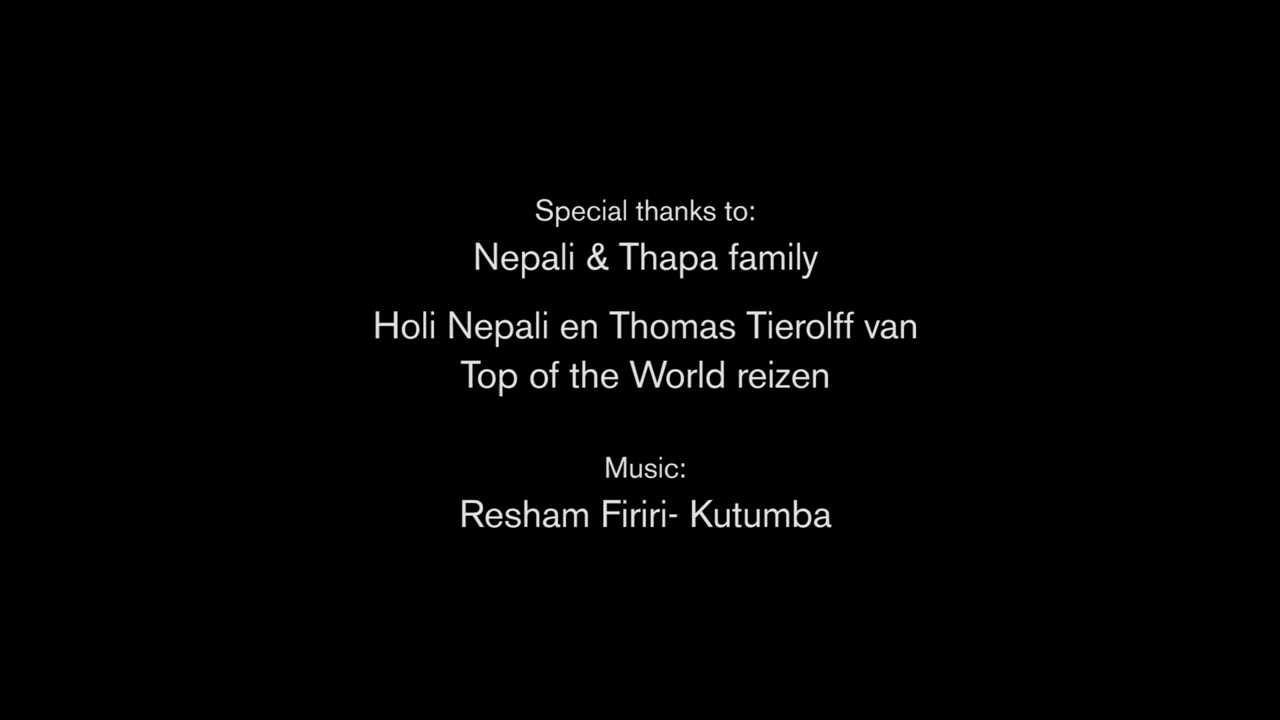 Special thanks to:
Nepali & Thapa family
Holi Nepali en Thomas Tierolff van
Top of the World reizen
Music:
Resham Firiri- Kutumba